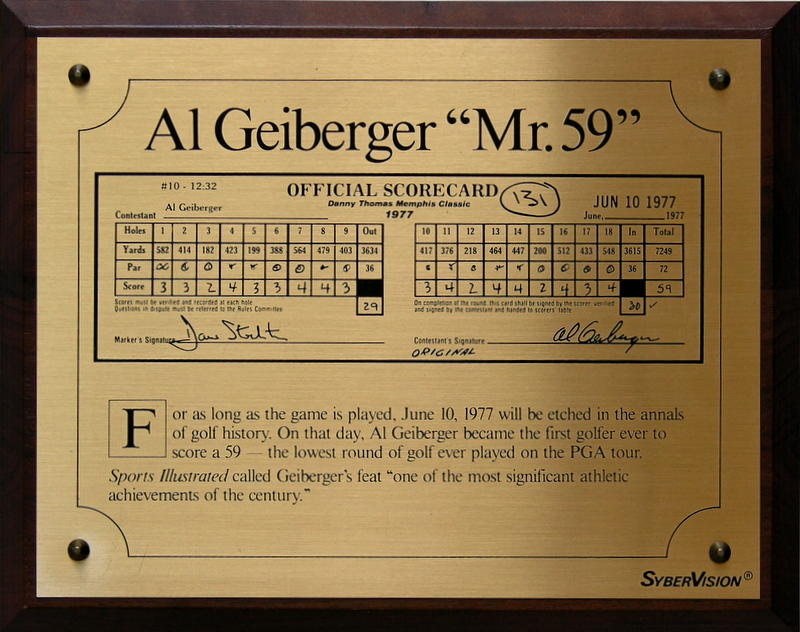 Al Geiberger “Mr. 59”
#10 - 12:32
OFFICIAL SCORECARD
131
JUN 10 1977
Danny Thomas Memphis Classic
Contestant Al Geiberger
1977
June, 1977
Holes 1 2 3 4 5 6 7 8 9 Out 10 11 12 13 14 15 16 17 18 In Total
Yards 582 414 182 423 199 388 564 479 403 3634 417 376 218 464 447 200 512 433 548 3615 7249
Par 36 36 72
Score 3 3 2 4 3 3 4 4 3 3 4 2 4 4 2 4 3 4 59
Scores must be verified and recorded at each hole
Questions in dispute must be referred to the Rules Committee
29
On completion of the round, this card shall be signed by the scorer, verified
and signed by the contestant and handed to scorers' table
30 ✓
Marker's Signature
Contestant's Signature Al Geiberger
ORIGINAL
For as long as the game is played, June 10, 1977 will be etched in the annals
of golf history. On that day, Al Geiberger became the first golfer ever to
score a 59 — the lowest round of golf ever played on the PGA tour.
Sports Illustrated called Geiberger's feat “one of the most significant athletic
achievements of the century.”
SYBERVISION®